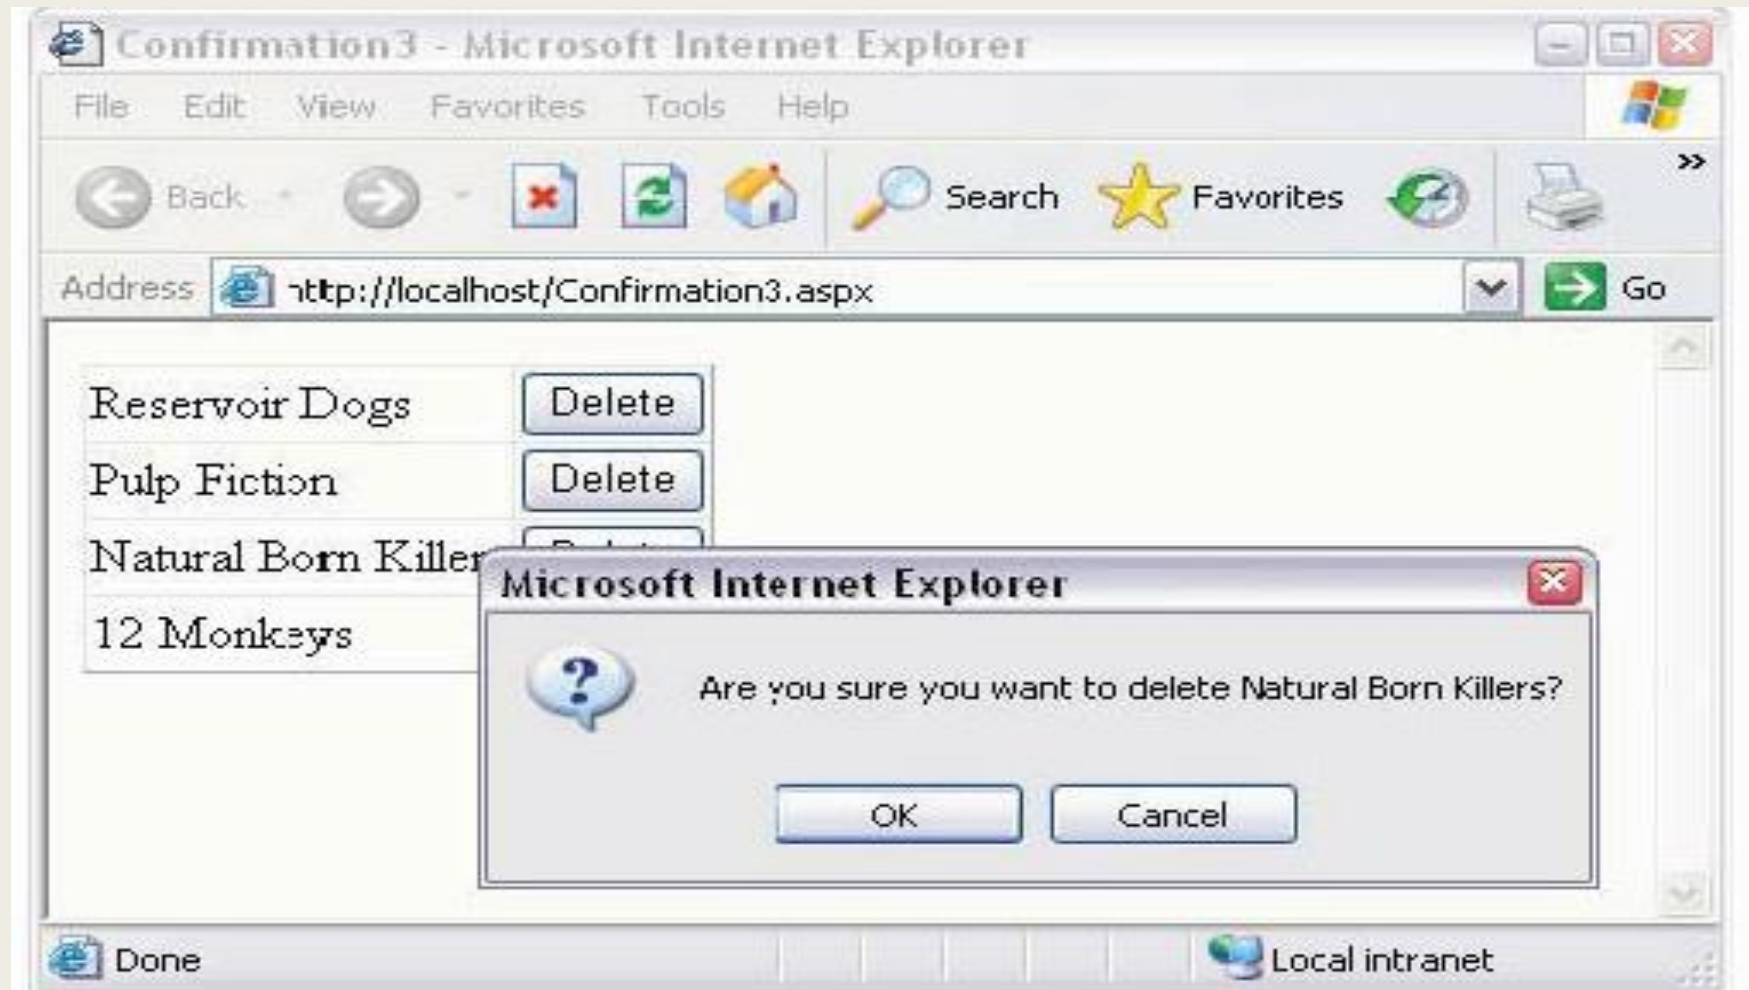 Confirmation3 - Microsoft Internet Explorer
File Edit View Favorites Tools Help
Back Search Favorites »
Address http://localhost/Confirmation3.aspx Go
Reservoir Dogs Delete
Pulp Fiction Delete
Natural Born Killer
12 Monkeys
Microsoft Internet Explorer
Are you sure you want to delete Natural Born Killers?
OK Cancel
Done Local intranet